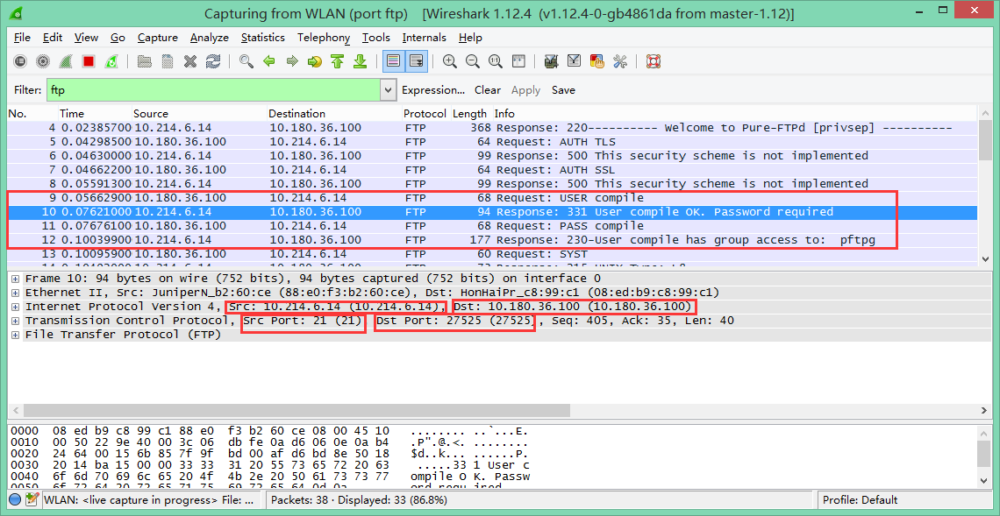 Capturing from WLAN (port ftp) [Wireshark 1.12.4 (v1.12.4-0-gb4861da from master-1.12)]
File Edit View Go Capture Analyze Statistics Telephony Tools Internals Help
Filter: ftp Expression... Clear Apply Save
No. Time Source Destination Protocol Length Info
4 0.02385700 10.214.6.14 10.180.36.100 FTP 368 Response: 220---------- Welcome to Pure-FTPd [privsep] ----------
5 0.04298500 10.180.36.100 10.214.6.14 FTP 64 Request: AUTH TLS
6 0.04630000 10.214.6.14 10.180.36.100 FTP 99 Response: 500 This security scheme is not implemented
7 0.04662200 10.180.36.100 10.214.6.14 FTP 64 Request: AUTH SSL
8 0.05591300 10.214.6.14 10.180.36.100 FTP 99 Response: 500 This security scheme is not implemented
9 0.05662900 10.180.36.100 10.214.6.14 FTP 68 Request: USER compile
10 0.07621000 10.214.6.14 10.180.36.100 FTP 94 Response: 331 User compile OK. Password required
11 0.07676100 10.180.36.100 10.214.6.14 FTP 68 Request: PASS compile
12 0.10039900 10.214.6.14 10.180.36.100 FTP 177 Response: 230-User compile has group access to: pftpg
13 0.10095900 10.180.36.100 10.214.6.14 FTP 60 Request: SYST
Frame 10: 94 bytes on wire (752 bits), 94 bytes captured (752 bits) on interface 0
Ethernet II, Src: JuniperN_b2:60:ce (88:e0:f3:b2:60:ce), Dst: HonHaiPr_c8:99:c1 (08:ed:b9:c8:99:c1)
Internet Protocol Version 4, Src: 10.214.6.14 (10.214.6.14), Dst: 10.180.36.100 (10.180.36.100)
Transmission Control Protocol, Src Port: 21 (21), Dst Port: 27525 (27525), Seq: 405, Ack: 35, Len: 40
File Transfer Protocol (FTP)
0000 08 ed b9 c8 99 c1 88 e0 f3 b2 60 ce 08 00 45 10 ........ ..`...E.
0010 00 50 22 9e 40 00 3c 06 db fe 0a d6 06 0e 0a b4 .P".@.<. ........
0020 24 64 00 15 6b 85 7f 9f bd 00 af d6 bd 8e 50 18 $d..k... ......P.
0030 20 14 ba 15 00 00 33 33 31 20 55 73 65 72 20 63 .....33 1 User c
0040 6f 6d 70 69 6c 65 20 4f 4b 2e 20 50 61 73 73 77 ompile O K. Passw
0050 6f 72 64 20 72 65 71 75 69 72 65 64 0d 0a ord requ ired..
WLAN: <live capture in progress> File: ... Packets: 38 · Displayed: 33 (86.8%) Profile: Default